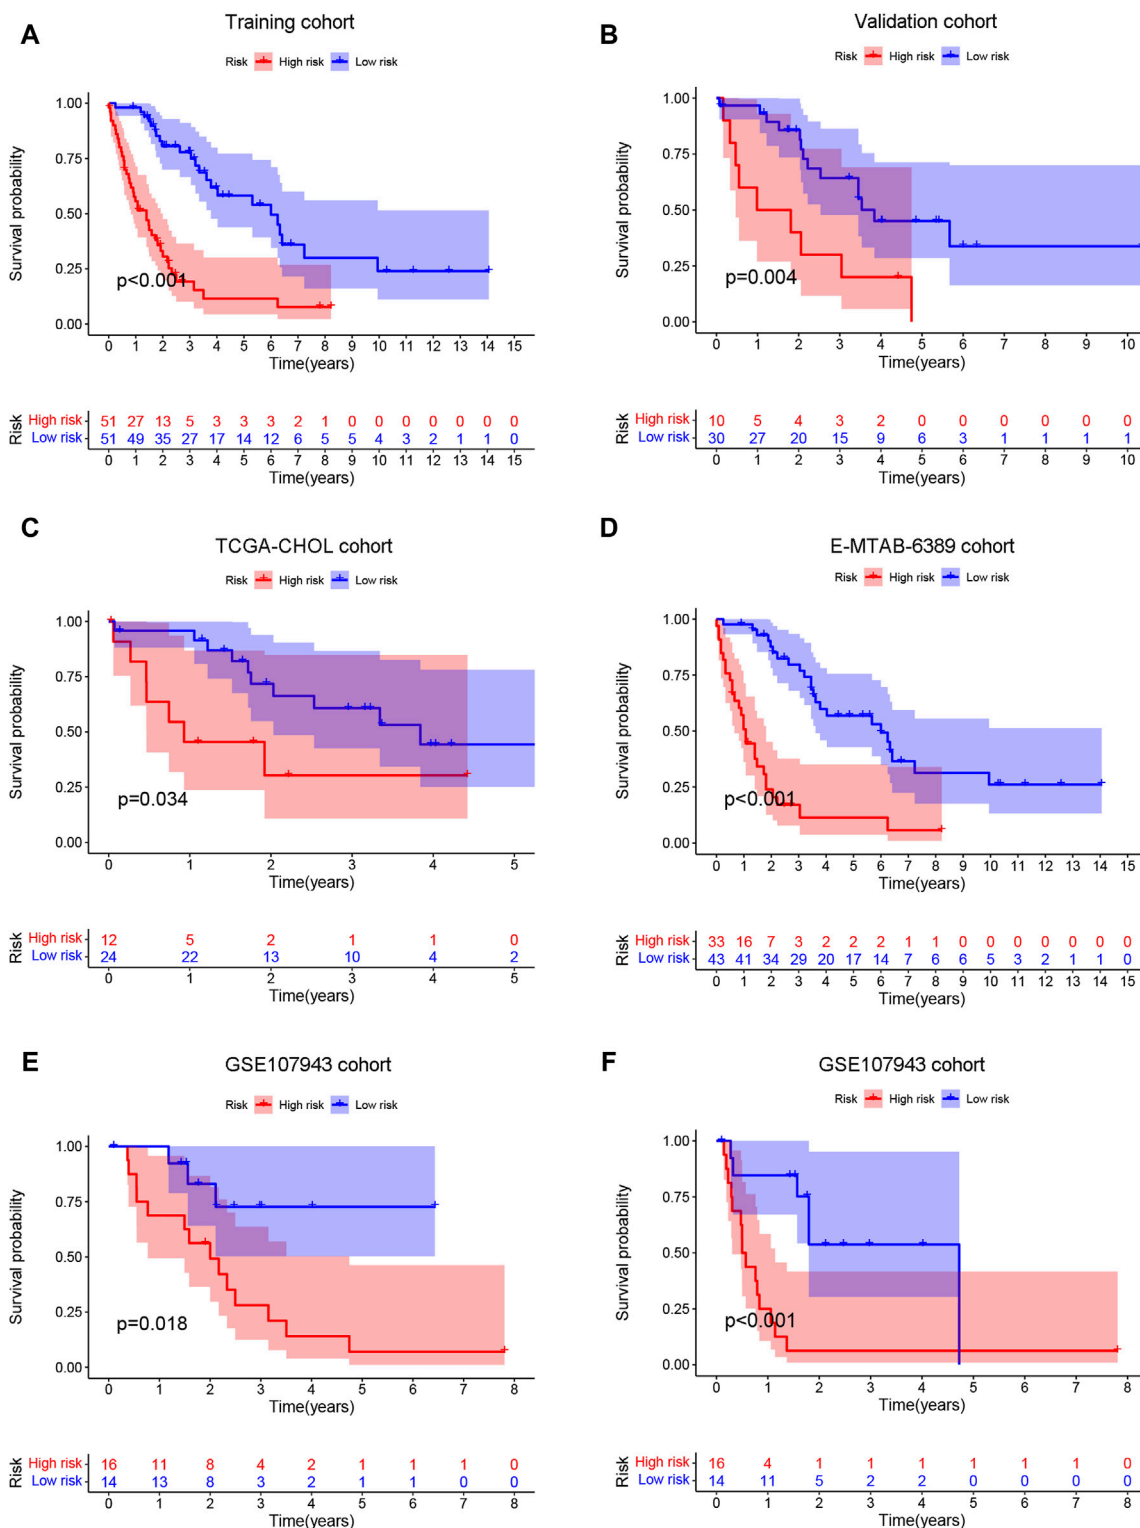 A
Training cohort
Risk High risk Low risk
Survival probability
1.00
0.75
0.50
0.25
0.00
p<0.001
0 1 2 3 4 5 6 7 8 9 10 11 12 13 14 15
Time(years)
Risk
High risk 51 27 13 5 3 3 3 2 1 0 0 0 0 0 0 0
Low risk 51 49 35 27 17 14 12 6 5 5 4 3 2 1 1 0
0 1 2 3 4 5 6 7 8 9 10 11 12 13 14 15
Time(years)
B
Validation cohort
Risk High risk Low risk
Survival probability
1.00
0.75
0.50
0.25
0.00
p=0.004
0 1 2 3 4 5 6 7 8 9 10
Time(years)
Risk
High risk 10 5 4 3 2 0 0 0 0 0 0
Low risk 30 27 20 15 9 6 3 1 1 1 1
0 1 2 3 4 5 6 7 8 9 10
Time(years)
C
TCGA-CHOL cohort
Risk High risk Low risk
Survival probability
1.00
0.75
0.50
0.25
0.00
p=0.034
0 1 2 3 4 5
Time(years)
Risk
High risk 12 5 2 1 1 0
Low risk 24 22 13 10 4 2
0 1 2 3 4 5
Time(years)
D
E-MTAB-6389 cohort
Risk High risk Low risk
Survival probability
1.00
0.75
0.50
0.25
0.00
p<0.001
0 1 2 3 4 5 6 7 8 9 10 11 12 13 14 15
Time(years)
Risk
High risk 33 16 7 3 2 2 2 1 1 0 0 0 0 0 0 0
Low risk 43 41 34 29 20 17 14 7 6 6 5 3 2 1 1 0
0 1 2 3 4 5 6 7 8 9 10 11 12 13 14 15
Time(years)
E
GSE107943 cohort
Risk High risk Low risk
Survival probability
1.00
0.75
0.50
0.25
0.00
p=0.018
0 1 2 3 4 5 6 7 8
Time(years)
Risk
High risk 16 11 8 4 2 1 1 1 0
Low risk 14 13 8 3 2 1 1 0 0
0 1 2 3 4 5 6 7 8
Time(years)
F
GSE107943 cohort
Risk High risk Low risk
Survival probability
1.00
0.75
0.50
0.25
0.00
p<0.001
0 1 2 3 4 5 6 7 8
Time(years)
Risk
High risk 16 4 1 1 1 1 1 1 0
Low risk 14 11 5 2 2 0 0 0 0
0 1 2 3 4 5 6 7 8
Time(years)